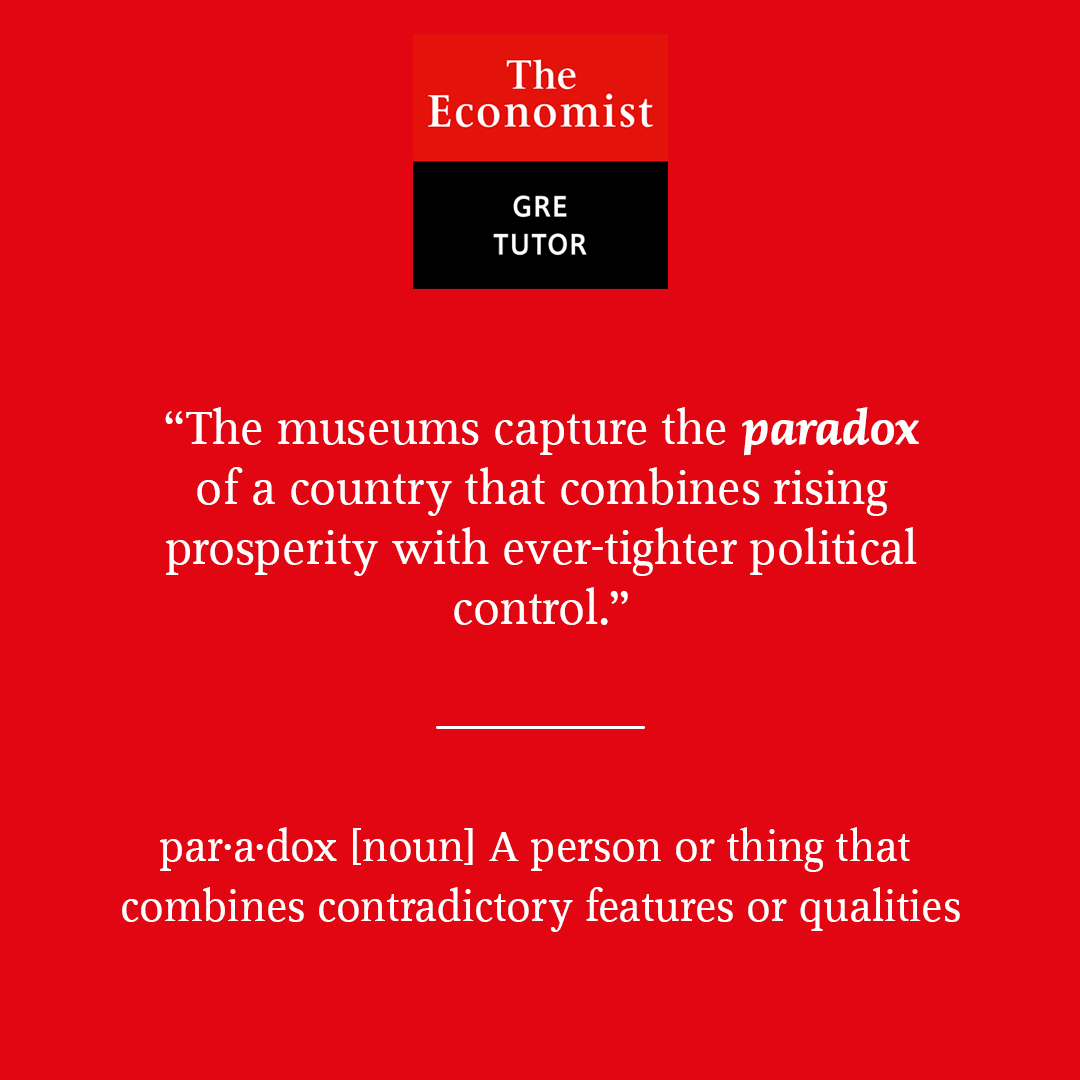 The
Economist
GRE
TUTOR
“The museums capture the paradox
of a country that combines rising
prosperity with ever-tighter political
control.”
par·a·dox [noun] A person or thing that
combines contradictory features or qualities